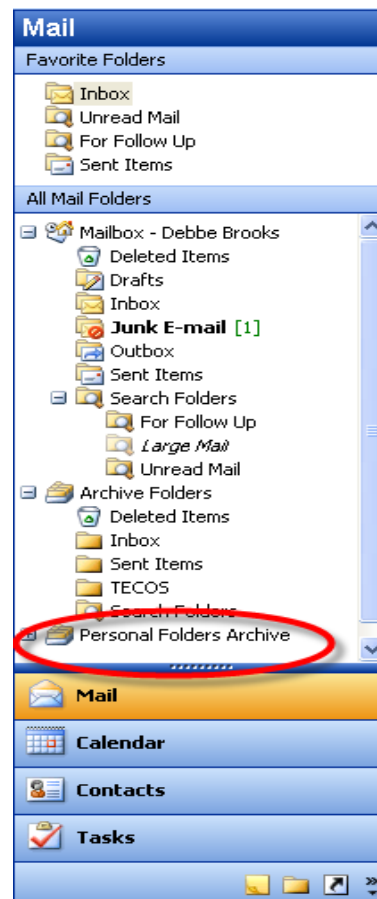 Mail
Favorite Folders
Inbox
Unread Mail
For Follow Up
Sent Items
All Mail Folders
Mailbox - Debbe Brooks
Deleted Items
Drafts
Inbox
Junk E-mail [1]
Outbox
Sent Items
Search Folders
For Follow Up
Large Mail
Unread Mail
Archive Folders
Deleted Items
Inbox
Sent Items
TECOS
Search Folders
Personal Folders Archive
Mail
Calendar
Contacts
Tasks